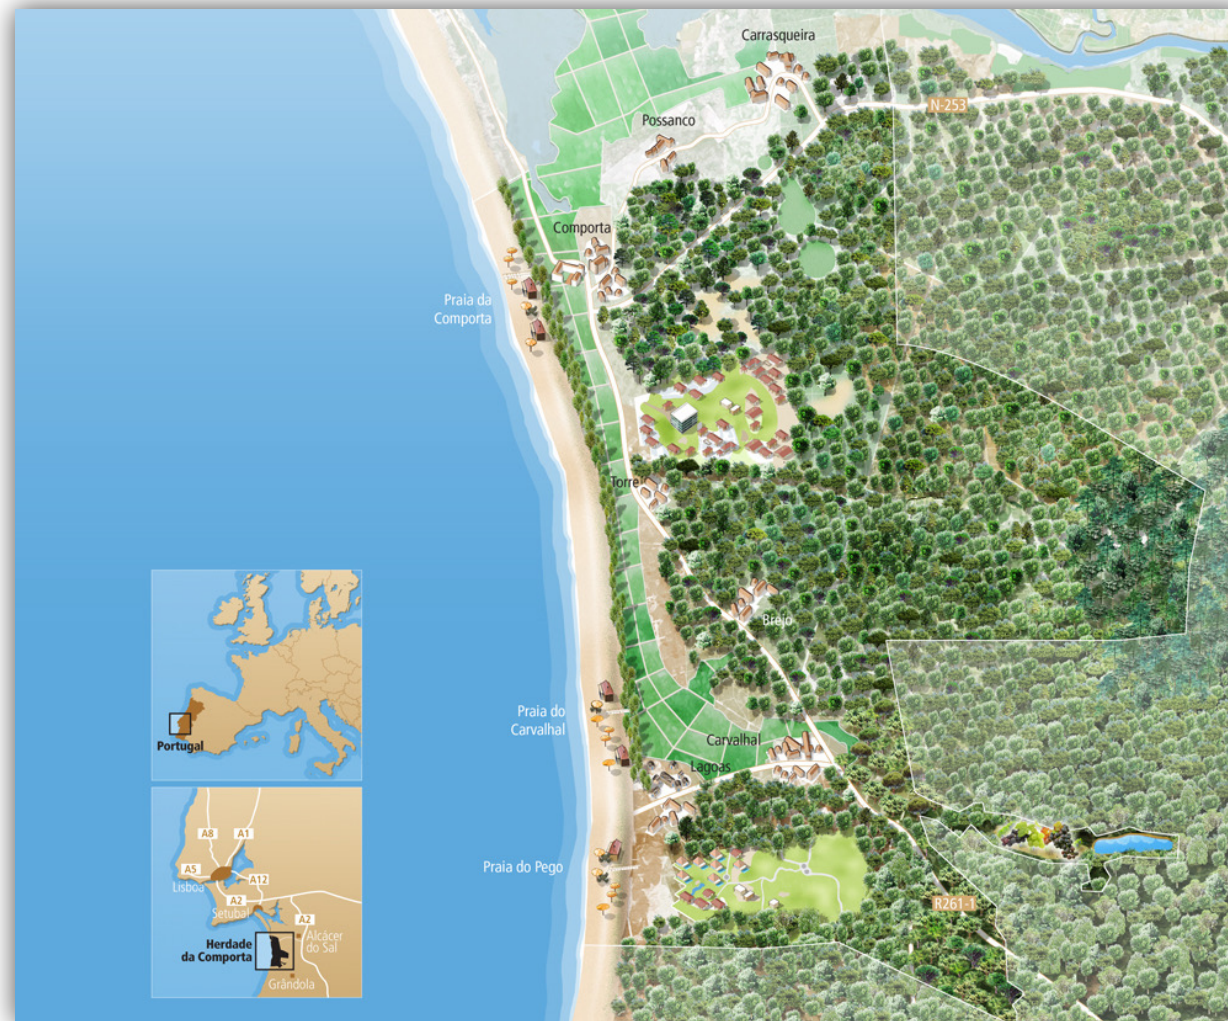 Carrasqueira
N-253
Possanco
Comporta
Praia da
Comporta
Torre
Brejo
Praia do
Carvalhal
Carvalhal
Lagoas
Praia do Pego
R261-1
Portugal
A8
A1
A5
A12
Lisboa
A2
Setubal
A2
Alcácer
do Sal
Herdade
da Comporta
Grândola